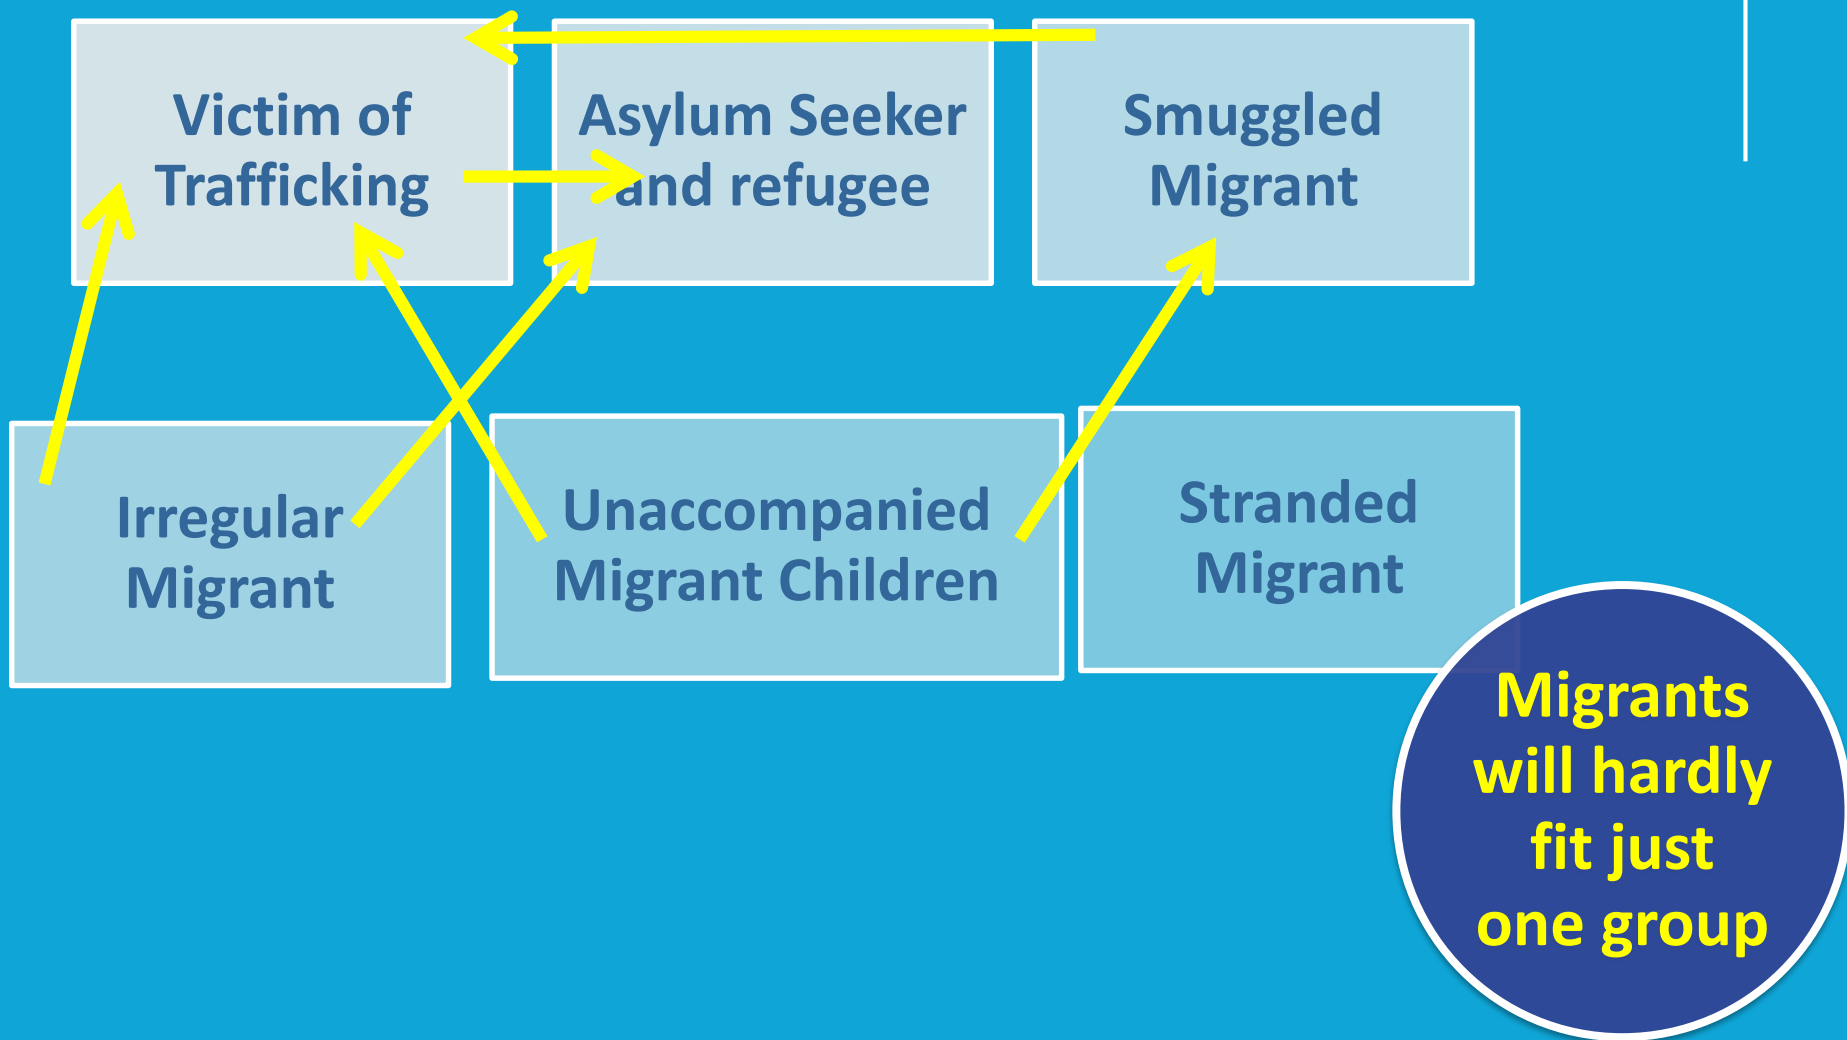 Victim of
Trafficking
Asylum Seeker
and refugee
Smuggled
Migrant
Irregular
Migrant
Unaccompanied
Migrant Children
Stranded
Migrant
Migrants
will hardly
fit just
one group